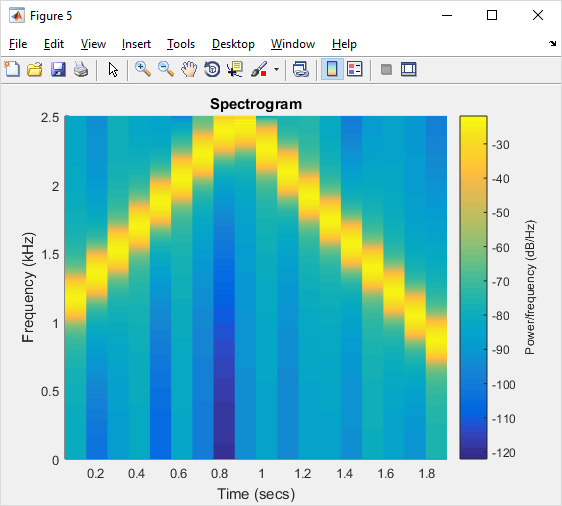 Figure 5
File Edit View Insert Tools Desktop Window Help
Spectrogram
2.5
2
1.5
1
0.5
0
Frequency (kHz)
0.2 0.4 0.6 0.8 1 1.2 1.4 1.6 1.8
Time (secs)
-30
-40
-50
-60
-70
-80
-90
-100
-110
-120
Power/frequency (dB/Hz)